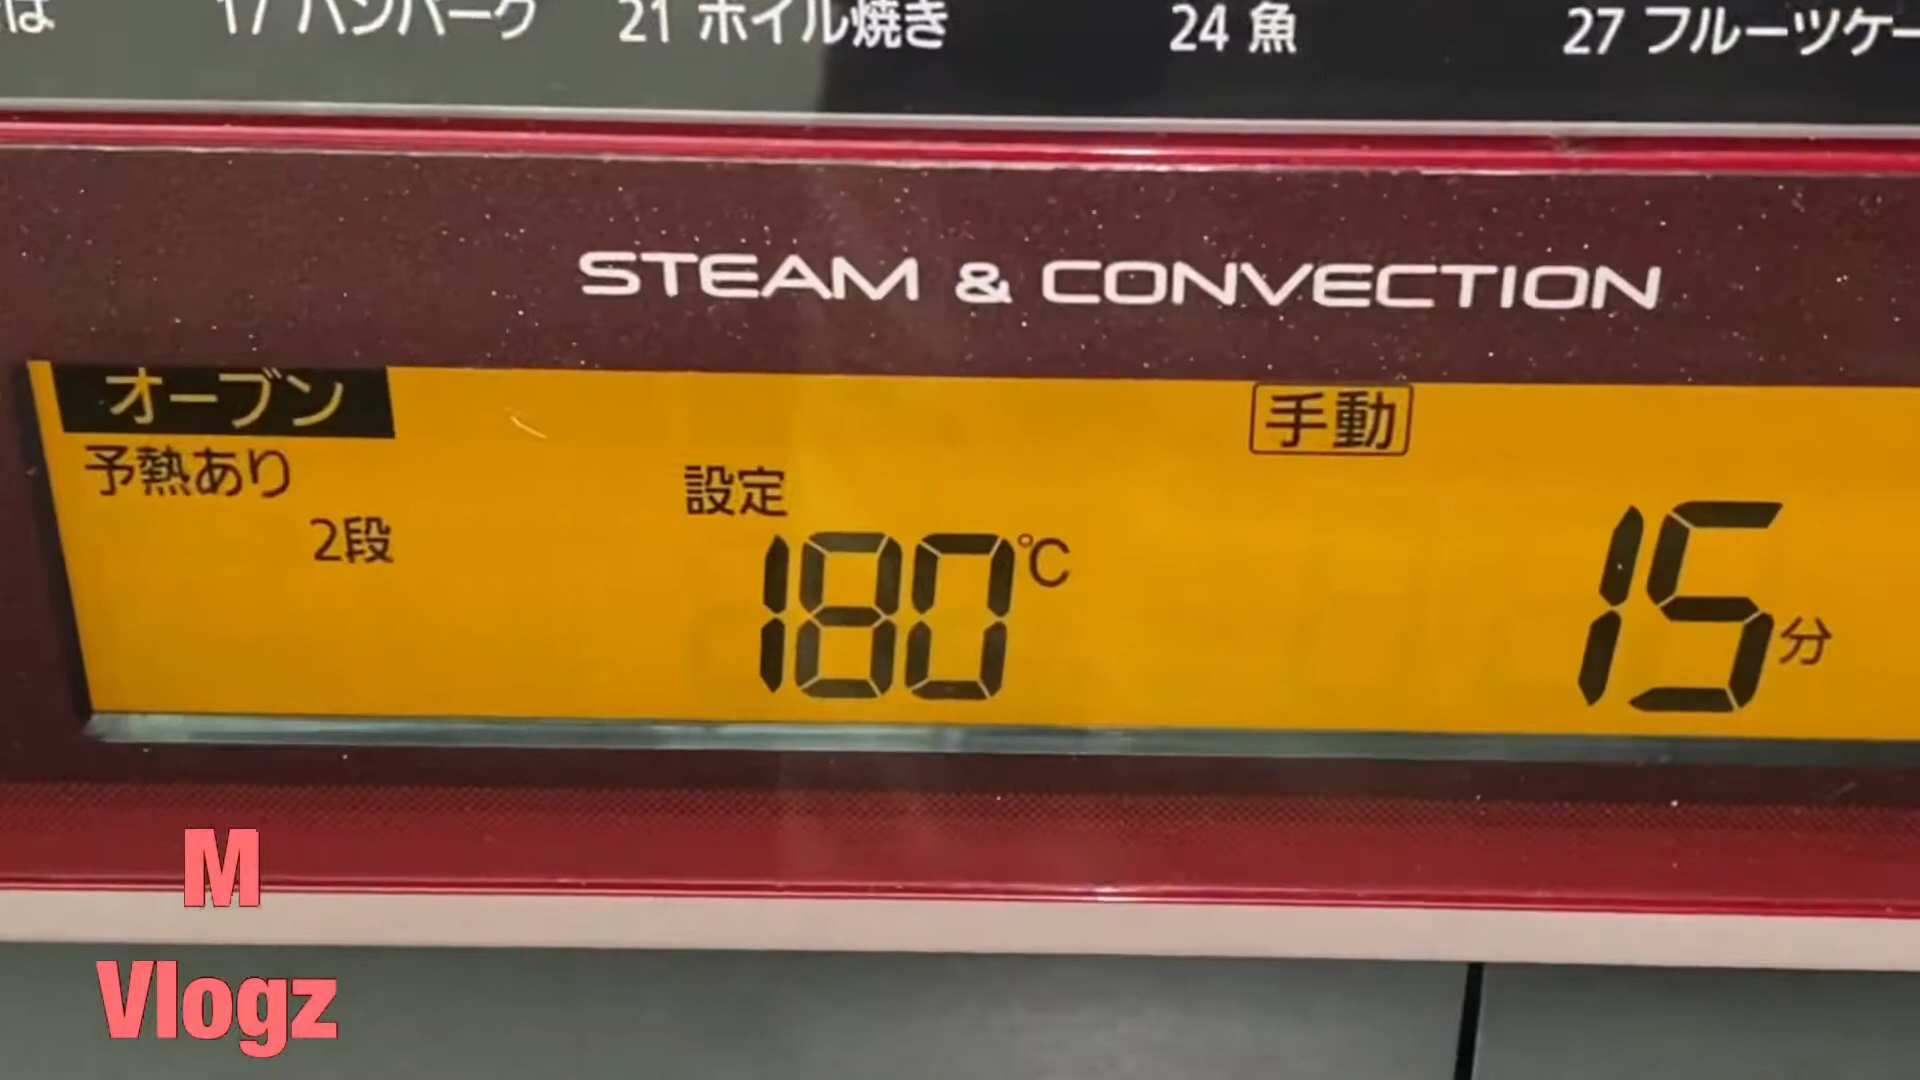 17 ハンバーグ
21 ホイル焼き
24 魚
27 フルーツケー
STEAM & CONVECTION
オーブン
手動
予熱あり
設定
2段
180℃
15分
M
Vlogz